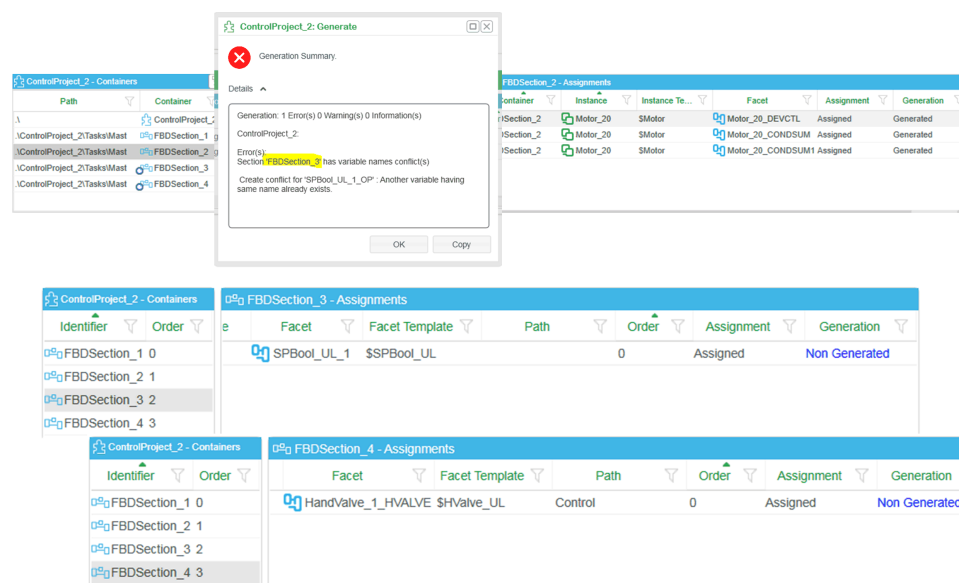 ControlProject_2: Generate
Generation Summary.
Details
Generation: 1 Error(s) 0 Warning(s) 0 Information(s)
ControlProject_2:
Error(s):
Section 'FBDSection_3' has variable names conflict(s)
Create conflict for 'SPBool_UL_1_OP' : Another variable having
same name already exists.
OK Copy
ControlProject_2 - Containers
Path Container
.\ ControlProject_2
.\ControlProject_2\Tasks\Mast FBDSection_1
.\ControlProject_2\Tasks\Mast FBDSection_2
.\ControlProject_2\Tasks\Mast FBDSection_3
.\ControlProject_2\Tasks\Mast FBDSection_4
FBDSection_2 - Assignments
Container Instance Instance Te... Facet Assignment Generation
Section_2 Motor_20 $Motor Motor_20_DEVCTL Assigned Generated
Section_2 Motor_20 $Motor Motor_20_CONDSUM Assigned Generated
Section_2 Motor_20 $Motor Motor_20_CONDSUM1 Assigned Generated
ControlProject_2 - Containers
Identifier Order
FBDSection_1 0
FBDSection_2 1
FBDSection_3 2
FBDSection_4 3
FBDSection_3 - Assignments
e Facet Facet Template Path Order Assignment Generation
SPBool_UL_1 $SPBool_UL 0 Assigned Non Generated
ControlProject_2 - Containers
Identifier Order
FBDSection_1 0
FBDSection_2 1
FBDSection_3 2
FBDSection_4 3
FBDSection_4 - Assignments
Facet Facet Template Path Order Assignment Generation
HandValve_1_HVALVE $HValve_UL Control 0 Assigned Non Generated